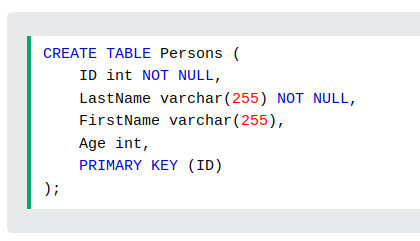 CREATE TABLE Persons (
    ID int NOT NULL,
    LastName varchar(255) NOT NULL,
    FirstName varchar(255),
    Age int,
    PRIMARY KEY (ID)
);